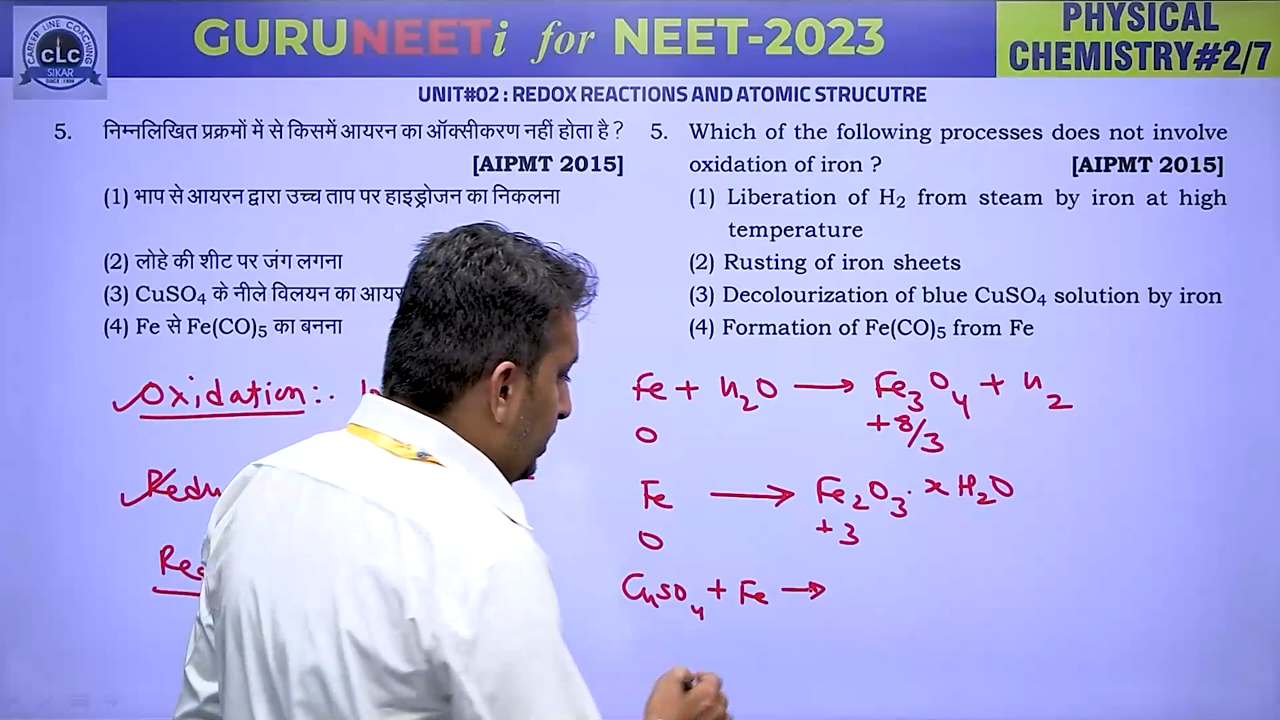 CAREER LINE COACHING
CLC
SIKAR
GURUNEETi for NEET-2023
PHYSICAL
CHEMISTRY#2/7
UNIT#02 : REDOX REACTIONS AND ATOMIC STRUCUTRE
5. निम्नलिखित प्रक्रमों में से किसमें आयरन का ऑक्सीकरण नहीं होता है ?
[AIPMT 2015]
(1) भाप से आयरन द्वारा उच्च ताप पर हाइड्रोजन का निकलना
(2) लोहे की शीट पर जंग लगना
(3) CuSO₄ के नीले विलयन का
(4) Fe से Fe(CO)₅ का बनना
5. Which of the following processes does not involve
oxidation of iron ?
[AIPMT 2015]
(1) Liberation of H₂ from steam by iron at high
temperature
(2) Rusting of iron sheets
(3) Decolourization of blue CuSO₄ solution by iron
(4) Formation of Fe(CO)₅ from Fe
Oxidation:.
Fe + H₂O → Fe₃O₄ + H₂
0 +8/3
Fe → Fe₂O₃.xH₂O
0 +3
CuSO₄ + Fe →